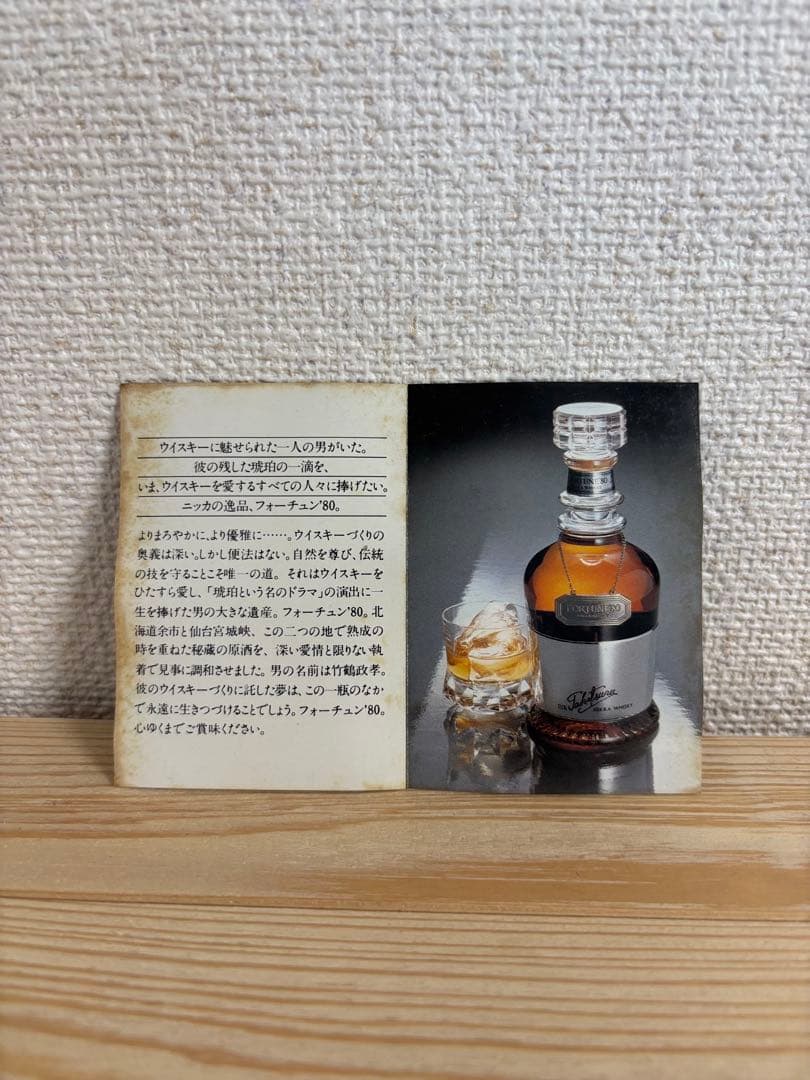 ウイスキーに魅せられた一人の男がいた。
彼の残した琥珀の一滴を、
いま、ウイスキーを愛するすべての人々に捧げたい。
ニッカの逸品、フォーチュン'80。
よりまろやかに、より優雅に……。ウイスキーづくりの
奥義は深い。しかし便法はない。自然を尊び、伝統
の技を守ることこそ唯一の道。それはウイスキーを
ひたすら愛し、「琥珀という名のドラマ」の演出に一
生を捧げた男の大きな遺産。フォーチュン'80。北
海道余市と仙台宮城峡、この二つの地で熟成の
時を重ねた秘蔵の原酒を、深い愛情と限りない執
着で見事に調和させました。男の名前は竹鶴政孝。
彼のウイスキーづくりに託した夢は、この一瓶のなか
で永遠に生きつづけることでしょう。フォーチュン'80。
心ゆくまでご賞味ください。
FORTUNE'80
FORTUNE'80
Taketsuru
NIKKA WHISKY